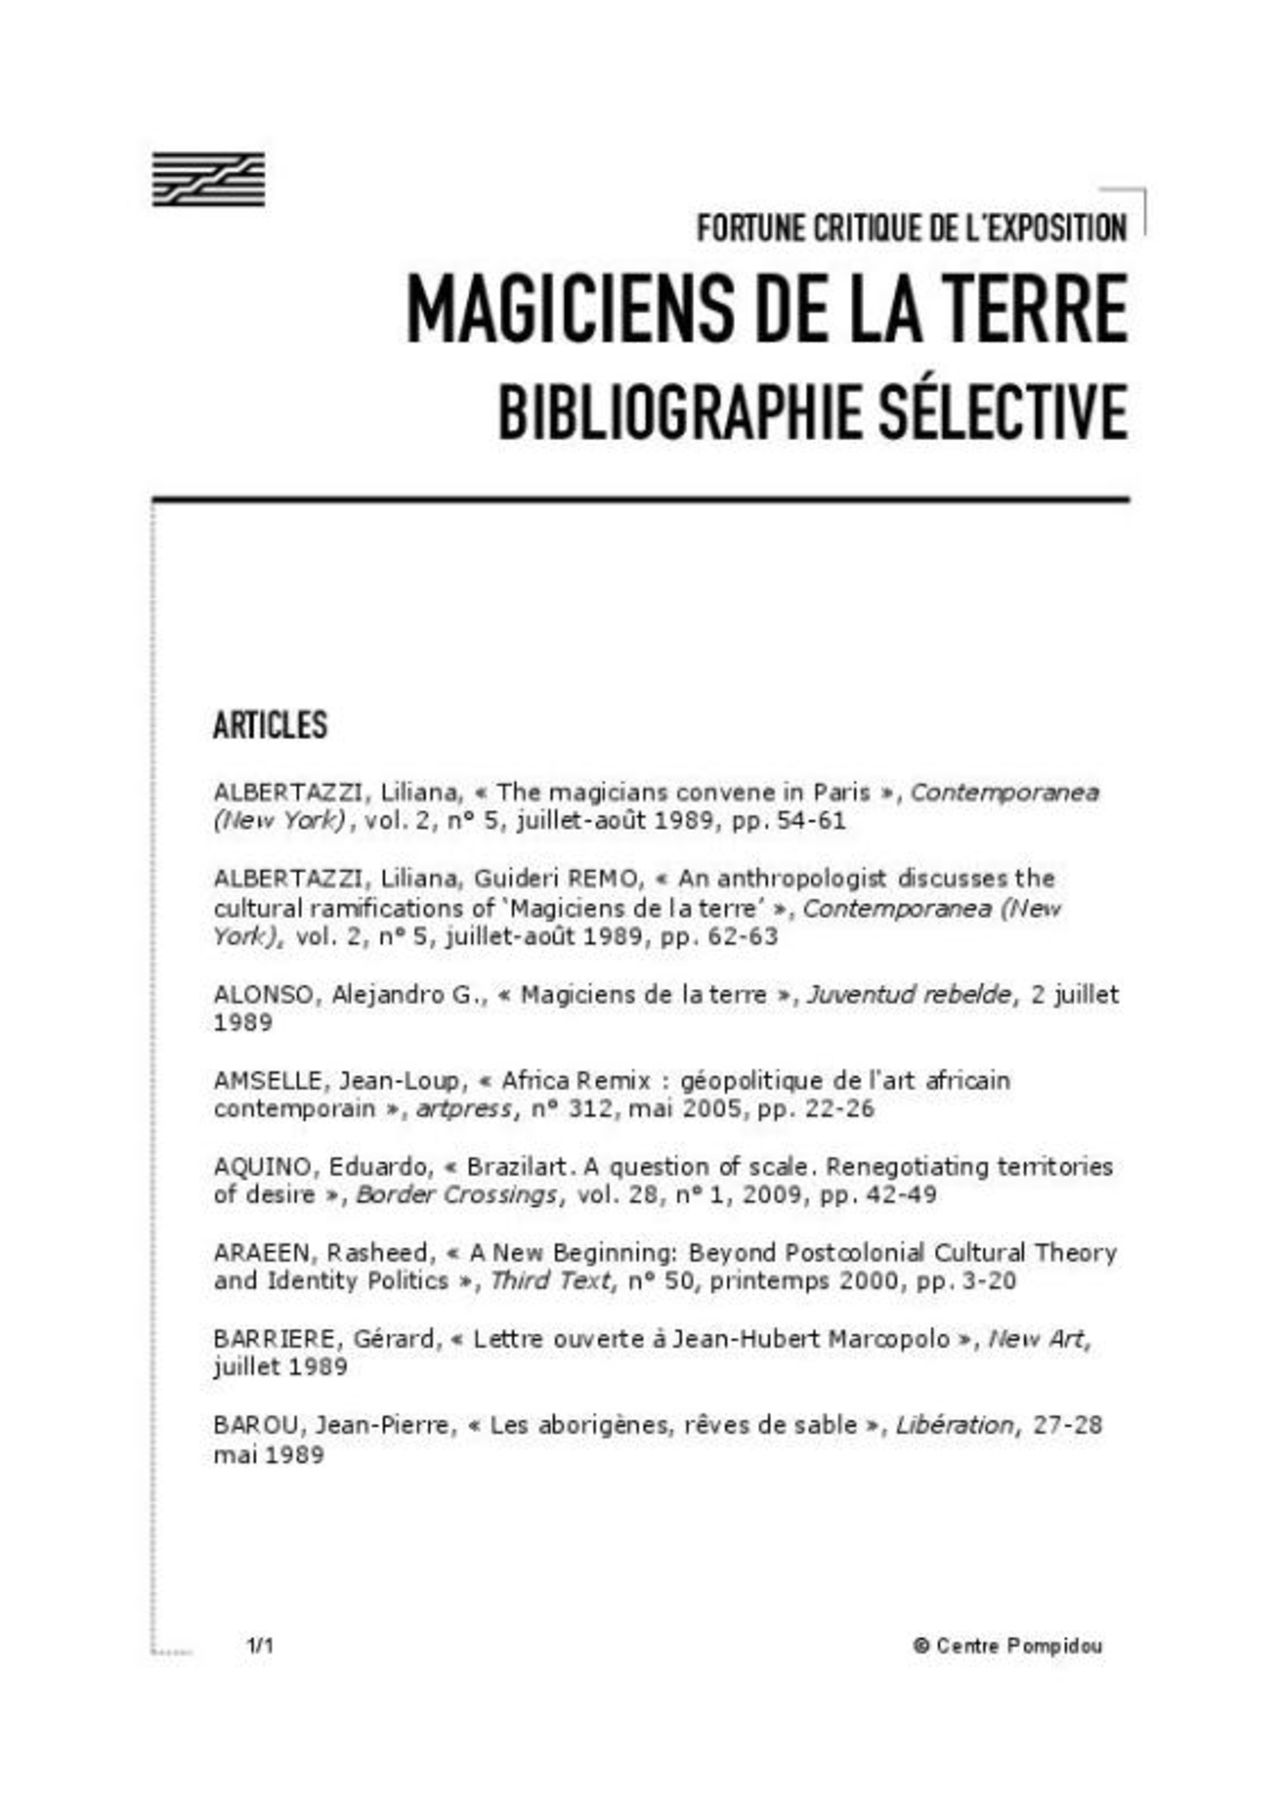 FORTUNE CRITIQUE DE L'EXPOSITION
MAGICIENS DE LA TERRE
BIBLIOGRAPHIE SÉLECTIVE
ARTICLES
ALBERTAZZI, Liliana, « The magicians convene in Paris », Contemporanea
(New York), vol. 2, n° 5, juillet-août 1989, pp. 54-61
ALBERTAZZI, Liliana, Guideri REMO, « An anthropologist discusses the
cultural ramifications of ‘Magiciens de la terre’ », Contemporanea (New
York), vol. 2, n° 5, juillet-août 1989, pp. 62-63
ALONSO, Alejandro G., « Magiciens de la terre », Juventud rebelde, 2 juillet
1989
AMSELLE, Jean-Loup, « Africa Remix : géopolitique de l'art africain
contemporain », artpress, n° 312, mai 2005, pp. 22-26
AQUINO, Eduardo, « Brazilart. A question of scale. Renegotiating territories
of desire », Border Crossings, vol. 28, n° 1, 2009, pp. 42-49
ARAEEN, Rasheed, « A New Beginning: Beyond Postcolonial Cultural Theory
and Identity Politics », Third Text, n° 50, printemps 2000, pp. 3-20
BARRIERE, Gérard, « Lettre ouverte à Jean-Hubert Marcopolo », New Art,
juillet 1989
BAROU, Jean-Pierre, « Les aborigènes, rêves de sable », Libération, 27-28
mai 1989
1/1 © Centre Pompidou